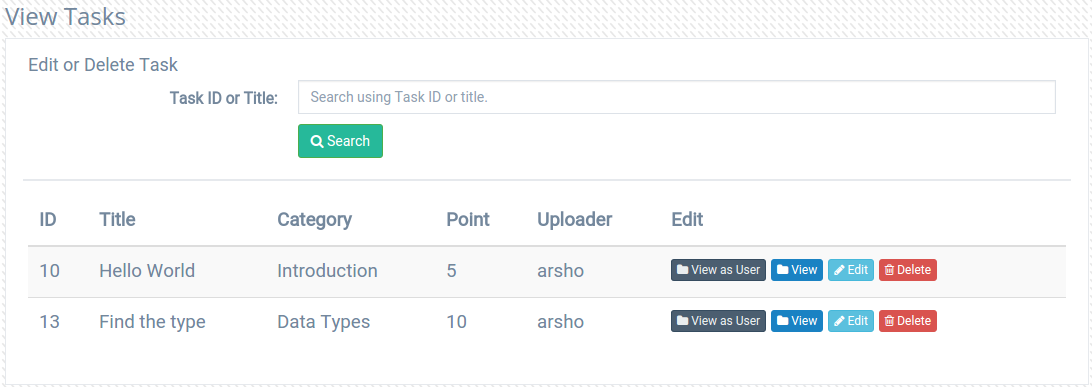 View Tasks
Edit or Delete Task
Task ID or Title: Search using Task ID or title.
Search
ID Title Category Point Uploader Edit
10 Hello World Introduction 5 arsho View as User View Edit Delete
13 Find the type Data Types 10 arsho View as User View Edit Delete